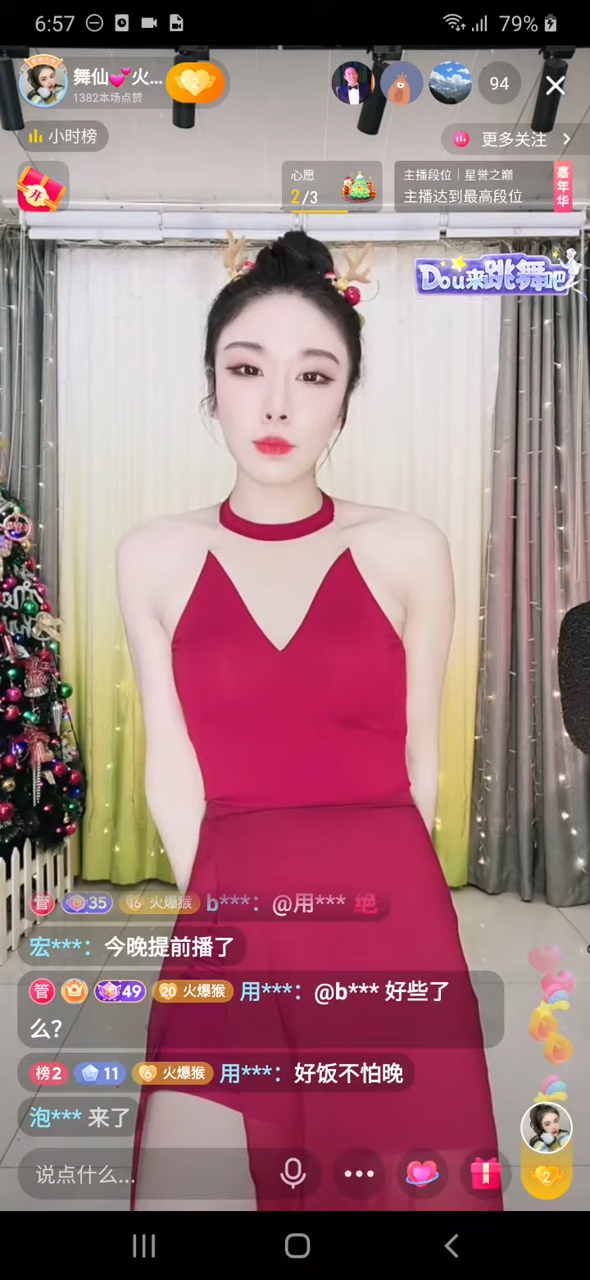 6:57
79%
舞仙💕火...
2
1382本场点赞
94
小时榜
更多关注
心愿
2/3
主播段位｜星誉之巅
主播达到最高段位
嘉年华
Dou来跳舞吧
管 35 16 火爆猴 b***： @用*** 绝
宏***： 今晚提前播了
管 49 20 火爆猴 用***： @b*** 好些了
么？
榜2 11 6 火爆猴 用***： 好饭不怕晚
泡*** 来了
说点什么...
2